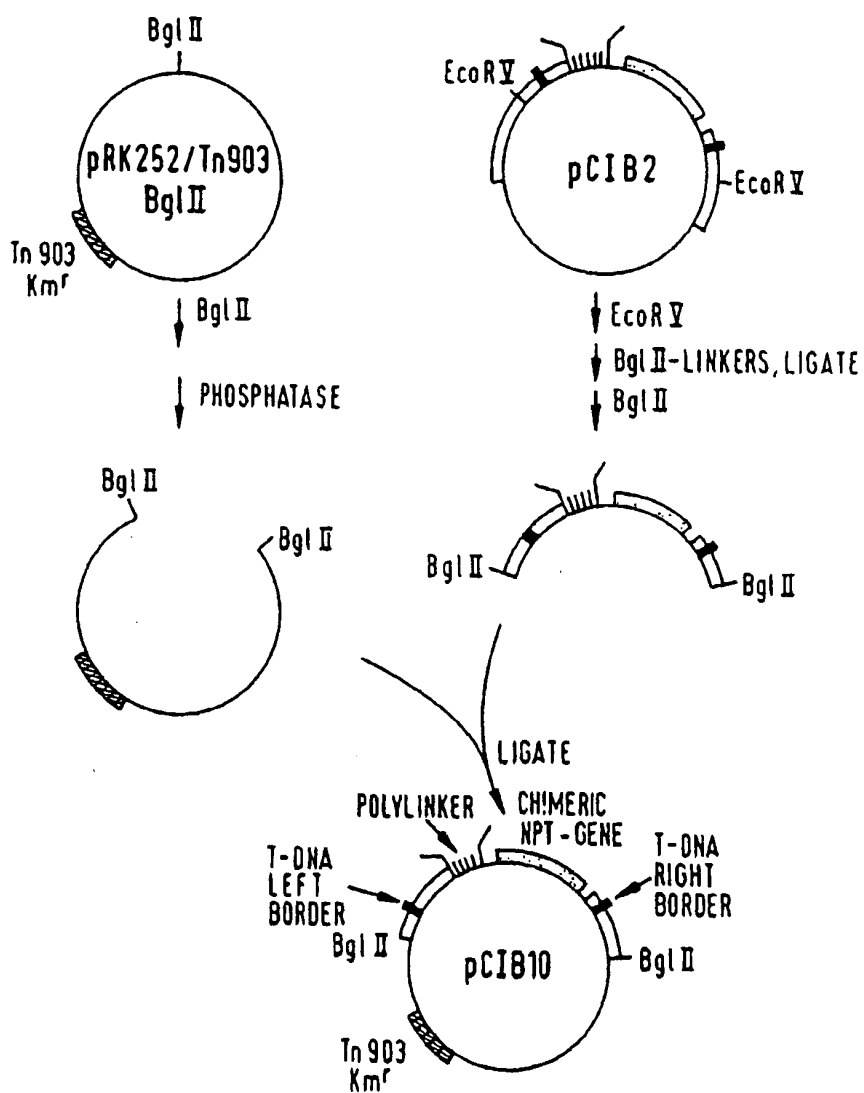 Bgl II
pRK252/Tn903
Bgl II
Tn 903
Kmr
Bgl II
PHOSPHATASE
EcoR V
pCIB2
EcoR V
EcoR V
Bgl II-LINKERS, LIGATE
Bgl II
Bgl II
Bgl II
Bgl II
Bgl II
LIGATE
POLYLINKER
CHIMERIC
NPT-GENE
T-DNA
LEFT
BORDER
T-DNA
RIGHT
BORDER
Bgl II
pCIB10
Bgl II
Tn 903
Kmr